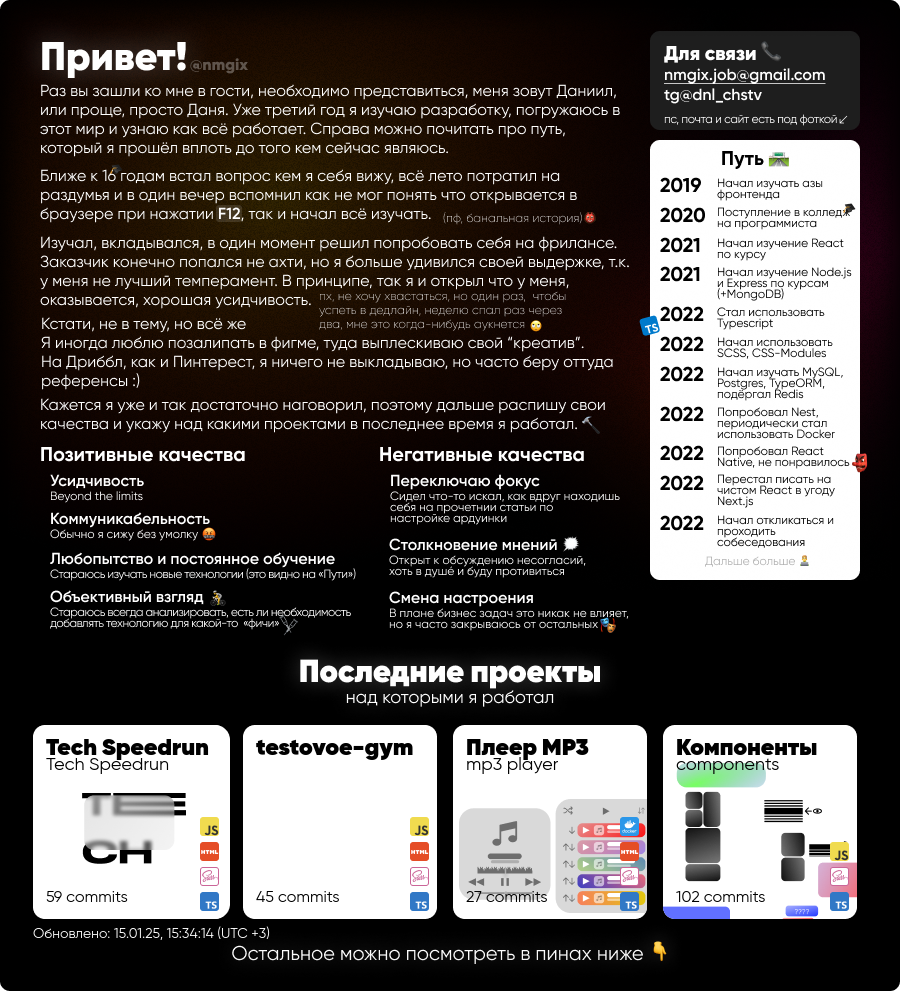 Привет! @nmgix
Раз вы зашли ко мне в гости, необходимо представиться, меня зовут Даниил,
или проще, просто Даня. Уже третий год я изучаю разработку, погружаюсь в
этот мир и узнаю как всё работает. Справа можно почитать про путь,
который я прошёл вплоть до того кем сейчас являюсь.
Ближе к 16 годам встал вопрос кем я себя вижу, всё лето потратил на
раздумья и в один вечер вспомнил как не мог понять что открывается в
браузере при нажатии F12, так и начал всё изучать. (пф, банальная история)👹
Изучал, вкладывался, в один момент решил попробовать себя на фрилансе.
Заказчик конечно попался не ахти, но я больше удивился своей выдержке, т.к.
у меня не лучший темперамент. В принципе, так я и открыл что у меня,
оказывается, хорошая усидчивость.
пх, не хочу хвастаться, но один раз, чтобы
успеть в дедлайн, неделю спал раз через
два, мне это когда-нибудь аукнется 🙄
Кстати, не в тему, но всё же
Я иногда люблю позалипать в фигме, туда выплескиваю свой “креатив”.
На Дриббл, как и Пинтерест, я ничего не выкладываю, но часто беру оттуда
референсы :)
Кажется я уже и так достаточно наговорил, поэтому дальше распишу свои
качества и укажу над какими проектами в последнее время я работал. 🔨
Позитивные качества
Усидчивость
Beyond the limits
Коммуникабельность
Обычно я сижу без умолку 🤬
Любопытство и постоянное обучение
Стараюсь изучать новые технологии (это видно на «Пути»)
Объективный взгляд
Стараюсь всегда анализировать, есть ли необходимость
добавлять технологию для какой-то «фичи»
Негативные качества
Переключаю фокус
Сидел что-то искал, как вдруг находишь
себя на прочетнии статьи по
настройке ардуинки
Столкновение мнений
Открыт к обсуждению несогласий,
хоть в душе и буду противиться
Смена настроения
В плане бизнес задач это никак не влияет,
но я часто закрываюсь от остальных 🎭
Для связи 📞
nmgix.job@gmail.com
tg@dnl_chstv
пс, почта и сайт есть под фоткой↙
Путь 🛣️
2019 Начал изучать азы
фронтенда
2020 Поступление в колледж
на программиста
2021 Начал изучение React
по курсу
2021 Начал изучение Node.js
и Express по курсам
(+MongoDB)
TS
2022 Стал использовать
Typescript
2022 Начал использовать
SCSS, CSS-Modules
2022 Начал изучать MySQL,
Postgres, TypeORM,
подёргал Redis
2022 Попробовал Nest,
периодически стал
использовать Docker
2022 Попробовал React
Native, не понравилось 👺
2022 Перестал писать на
чистом React в угоду
Next.js
2022 Начал откликаться и
проходить
собеседования
Дальше больше
Последние проекты
над которыми я работал
Tech Speedrun
Tech Speedrun
TECH
JS
HTML
Sass
TS
59 commits
testovoe-gym
JS
HTML
Sass
TS
45 commits
Плеер MP3
mp3 player
docker
HTML
Sass
TS
27 commits
Компоненты
components
JS
Sass
TS
????
102 commits
Обновлено: 15.01.25, 15:34:14 (UTC +3)
Остальное можно посмотреть в пинах ниже 👇